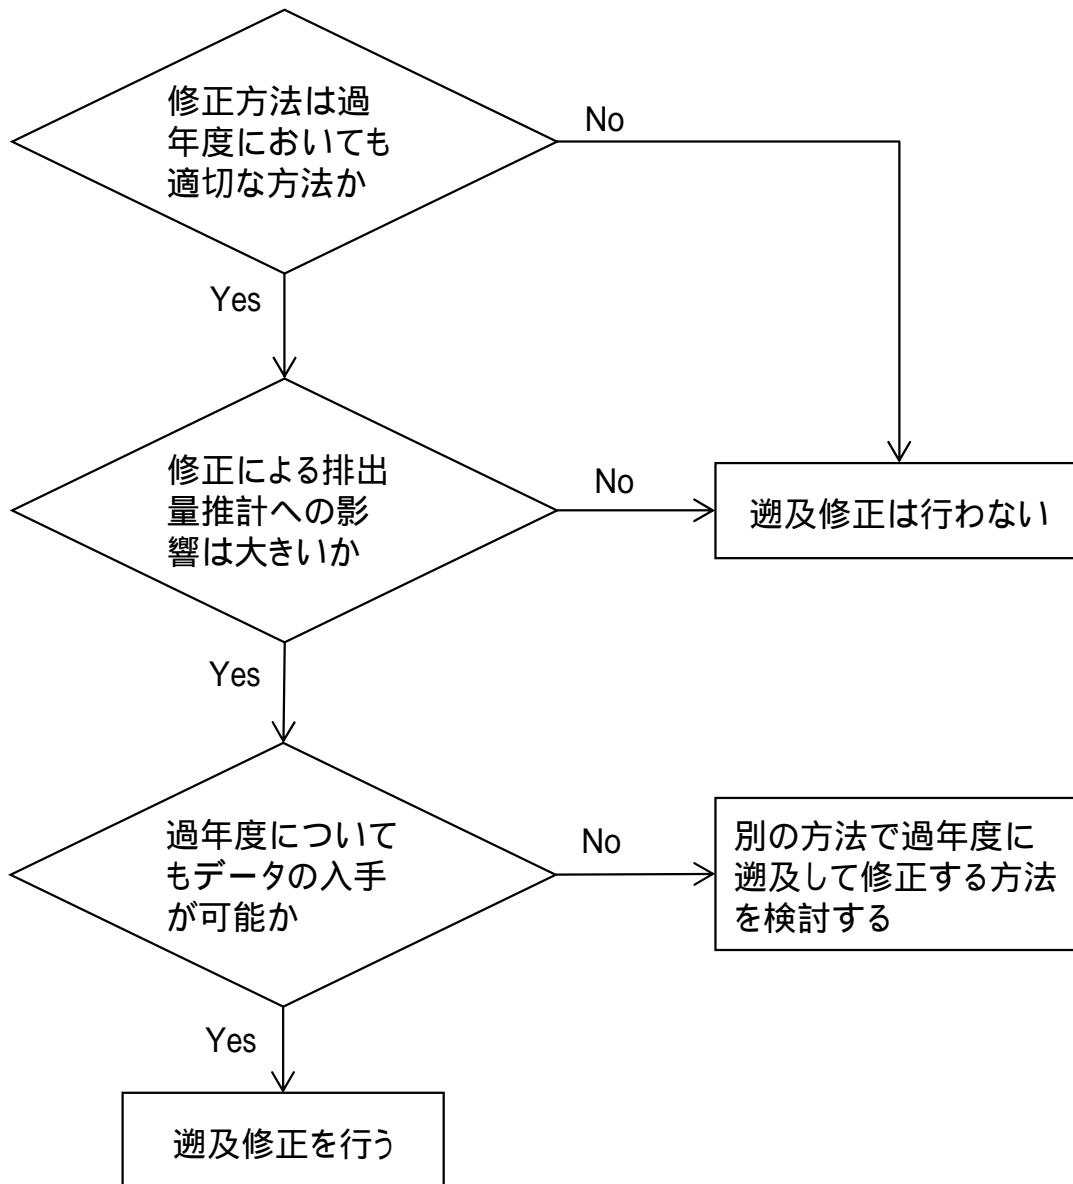 修正方法は過
年度においても
適切な方法か
No
Yes
修正による排出
量推計への影
響は大きいか
No
遡及修正は行わない
Yes
過年度について
もデータの入手
が可能か
No
別の方法で過年度に
遡及して修正する方法
を検討する
Yes
遡及修正を行う